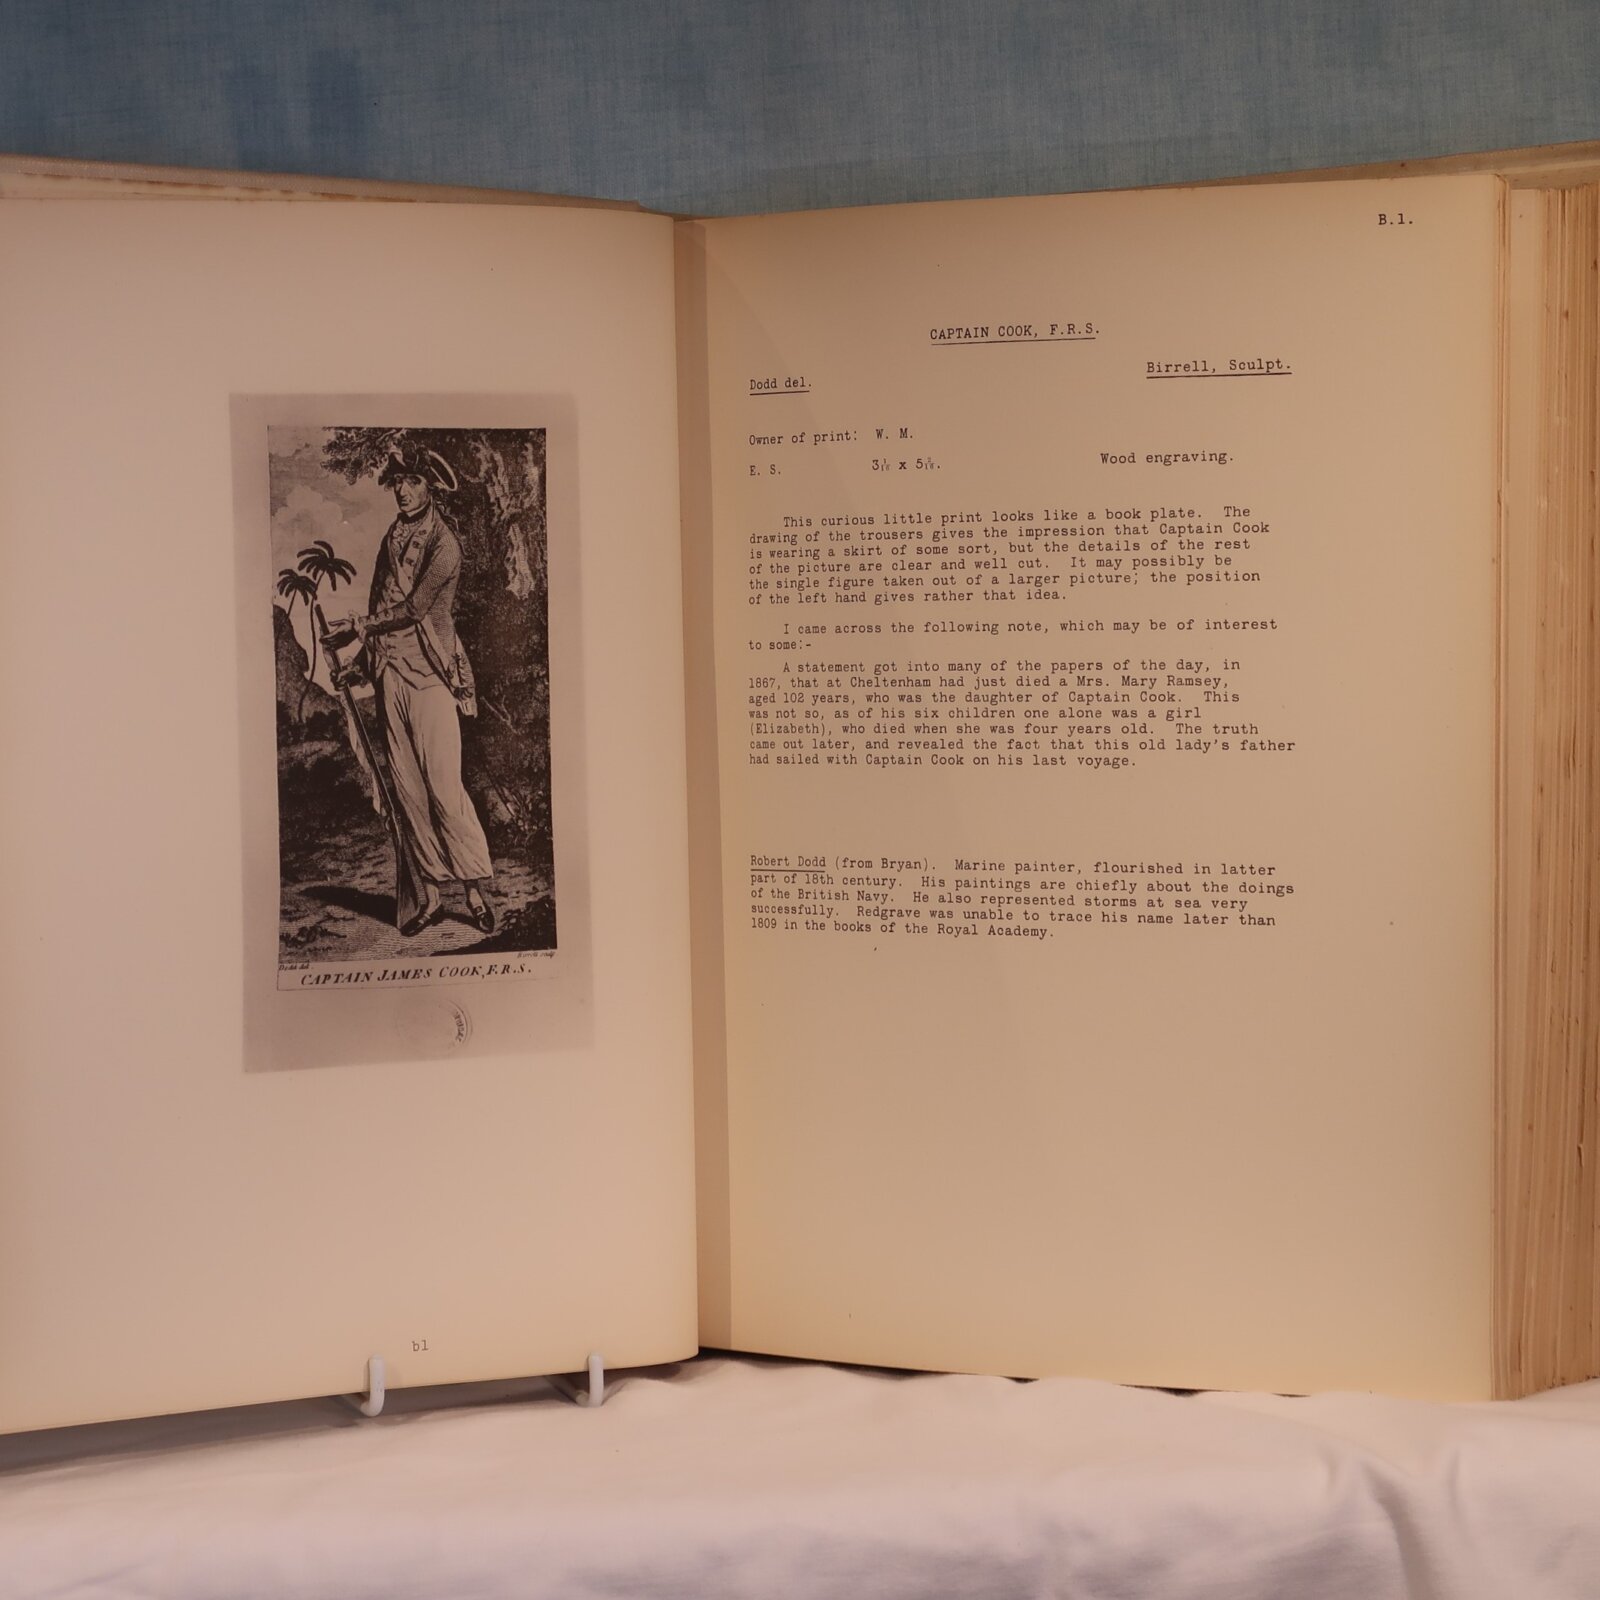 Dodd del.
Birrell sculp
CAPTAIN JAMES COOK, F.R.S.
b1
B.1.
CAPTAIN COOK, F.R.S.
Birrell, Sculpt.
Dodd del.
Owner of print: W. M.
E. S. 3 1/16 x 5 2/16. Wood engraving.
This curious little print looks like a book plate. The
drawing of the trousers gives the impression that Captain Cook
is wearing a skirt of some sort, but the details of the rest
of the picture are clear and well cut. It may possibly be
the single figure taken out of a larger picture; the position
of the left hand gives rather that idea.
I came across the following note, which may be of interest
to some:-
A statement got into many of the papers of the day, in
1867, that at Cheltenham had just died a Mrs. Mary Ramsey,
aged 102 years, who was the daughter of Captain Cook. This
was not so, as of his six children one alone was a girl
(Elizabeth), who died when she was four years old. The truth
came out later, and revealed the fact that this old lady's father
had sailed with Captain Cook on his last voyage.
Robert Dodd (from Bryan). Marine painter, flourished in latter
part of 18th century. His paintings are chiefly about the doings
of the British Navy. He also represented storms at sea very
successfully. Redgrave was unable to trace his name later than
1809 in the books of the Royal Academy.